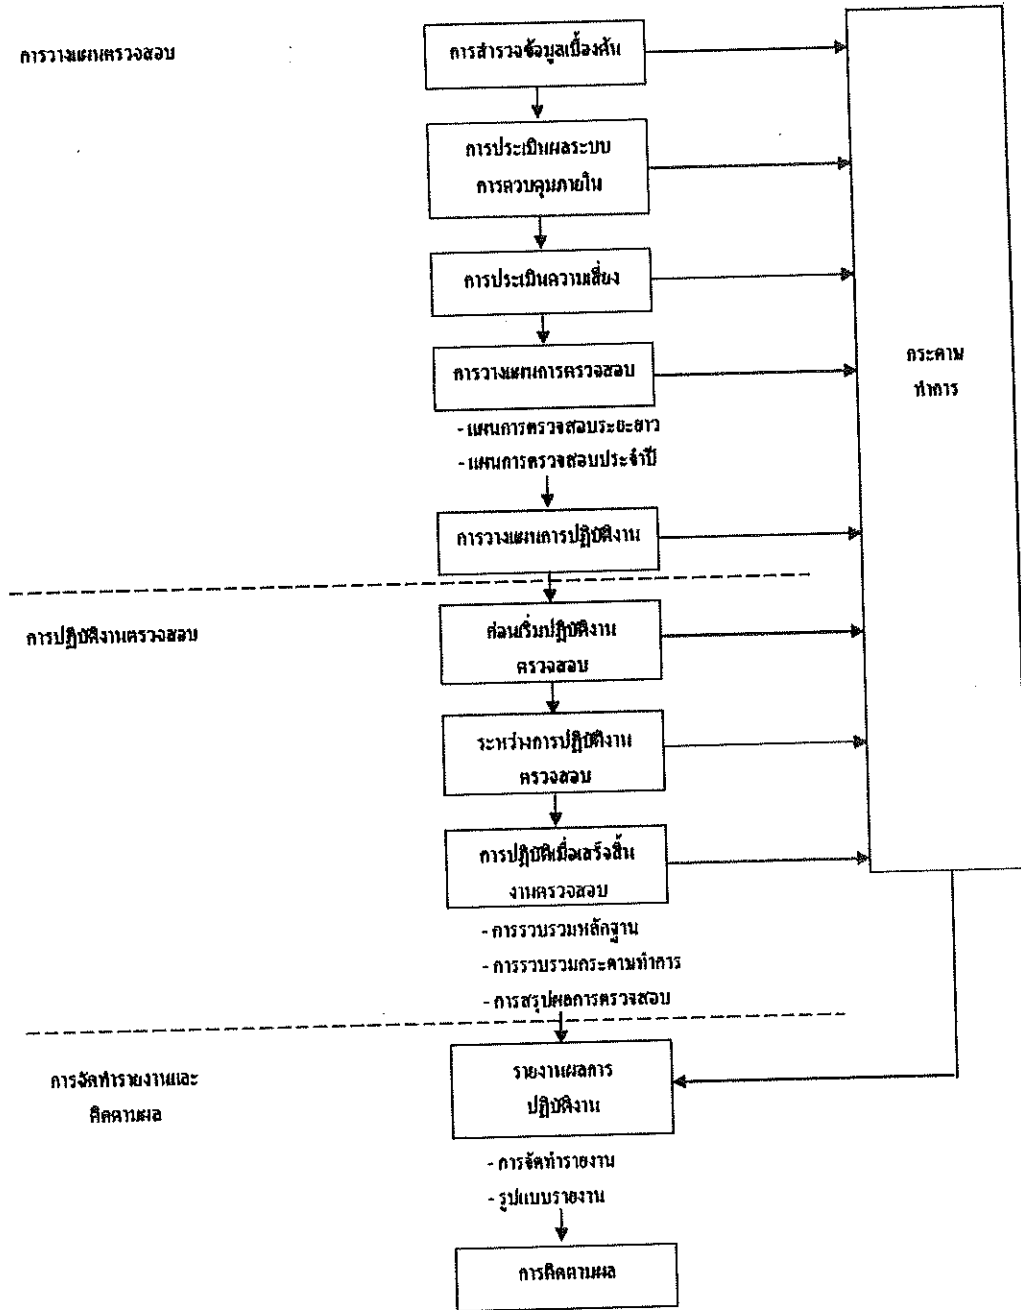 การวางแผนตรวจสอบ
การสำรวจข้อมูลเบื้องต้น
การประเมินผลระบบ
การควบคุมภายใน
การประเมินความเสี่ยง
การวางแผนการตรวจสอบ
- แผนการตรวจสอบระยะยาว
- แผนการตรวจสอบประจำปี
การวางแผนการปฏิบัติงาน
กระดาษ
ทำการ
การปฏิบัติงานตรวจสอบ
ก่อนเริ่มปฏิบัติงาน
ตรวจสอบ
ระหว่างการปฏิบัติงาน
ตรวจสอบ
การปฏิบัติเมื่อเสร็จสิ้น
งานตรวจสอบ
- การรวบรวมหลักฐาน
- การรวบรวมกระดาษทำการ
- การสรุปผลการตรวจสอบ
การจัดทำรายงานและ
ติดตามผล
รายงานผลการ
ปฏิบัติงาน
- การจัดทำรายงาน
- รูปแบบรายงาน
การติดตามผล